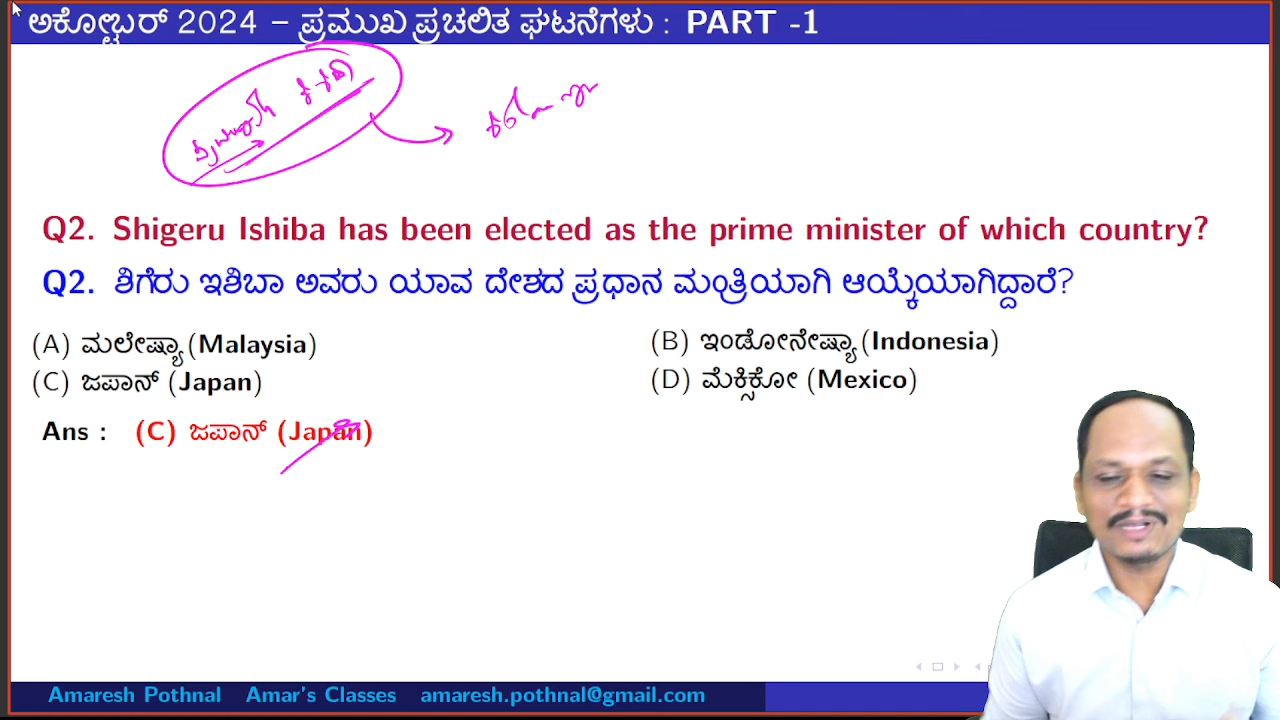 ಅಕೋಬರ್ 2024 – ಪ್ರಮುಖ ಪ್ರಚಲಿತ ಘಟನೆಗಳು : PART -1
Q2. Shigeru Ishiba has been elected as the prime minister of which country?
Q2. ಶಿಗೆರು ಇಶಿಬಾ ಅವರು ಯಾವ ದೇಶದ ಪ್ರಧಾನ ಮಂತ್ರಿಯಾಗಿ ಆಯ್ಕೆಯಾಗಿದ್ದಾರೆ?
(A) ಮಲೇಷ್ಯಾ (Malaysia)
(B) ಇಂಡೋನೇಷ್ಯಾ (Indonesia)
(C) ಜಪಾನ್ (Japan)
(D) ಮೆಕ್ಸಿಕೋ (Mexico)
Ans : (C) ಜಪಾನ್ (Japan)
Amaresh Pothnal Amar's Classes amaresh.pothnal@gmail.com